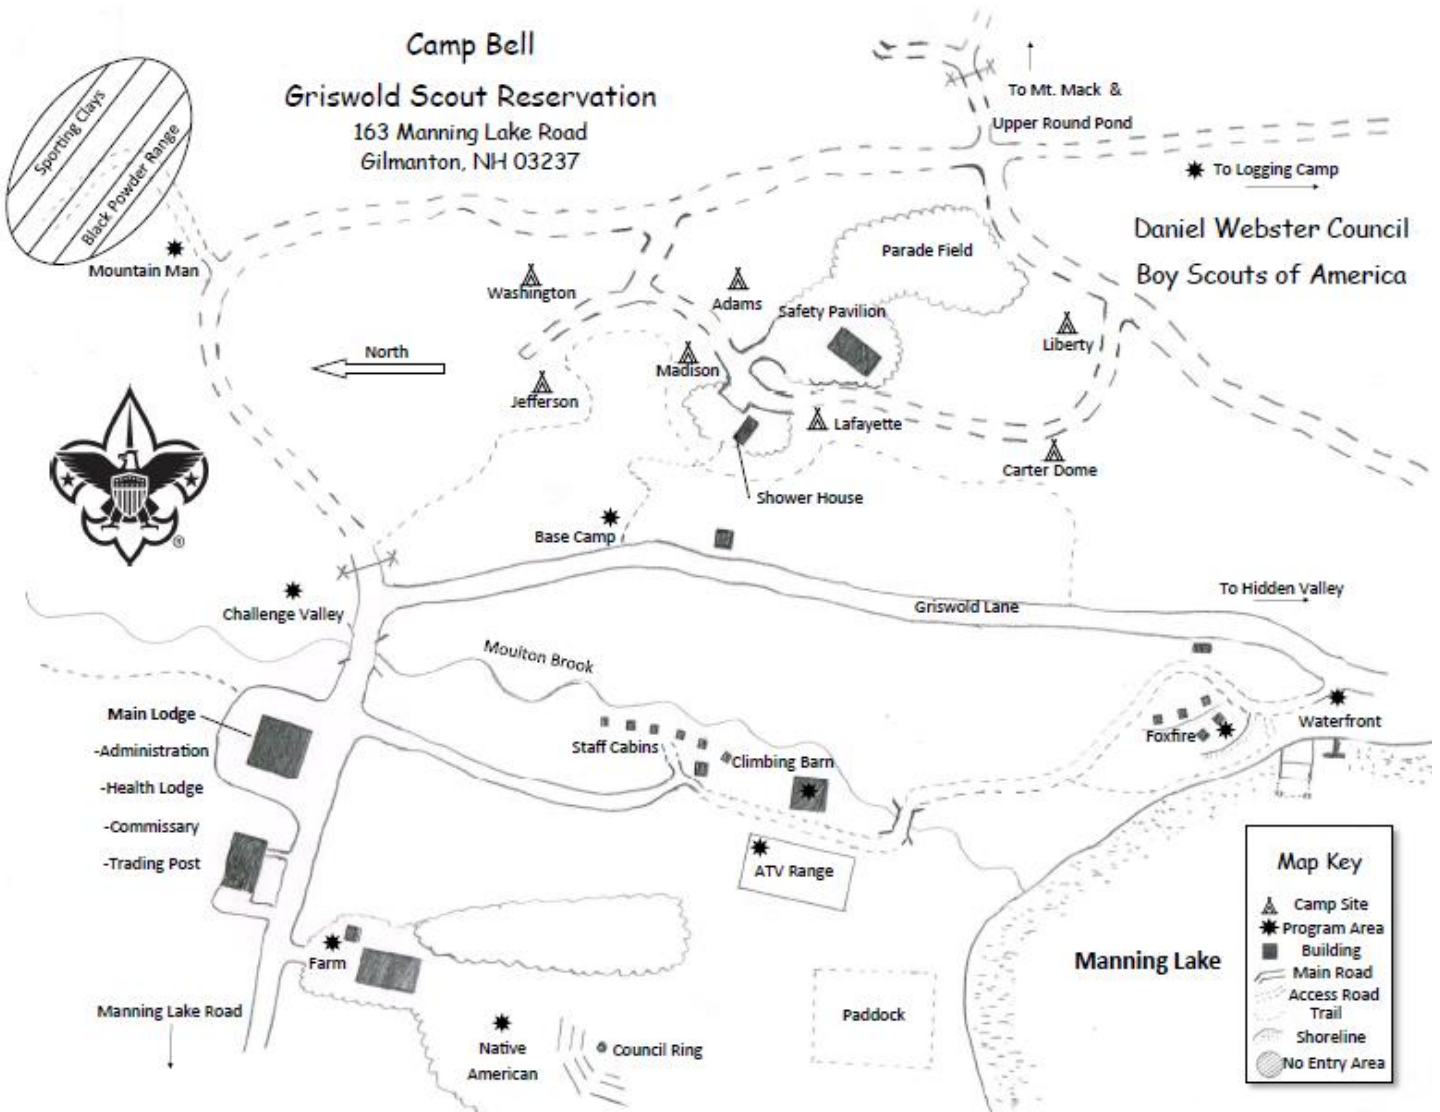 Camp Bell
Griswold Scout Reservation
163 Manning Lake Road
Gilmanton, NH 03237
To Mt. Mack &
Upper Round Pond
To Logging Camp
Daniel Webster Council
Boy Scouts of America
Sporting Clays
Black Powder Range
Mountain Man
Parade Field
Washington
Adams
Safety Pavilion
Liberty
North
Madison
Jefferson
Lafayette
Carter Dome
Shower House
Base Camp
®
Challenge Valley
Griswold Lane
To Hidden Valley
Moulton Brook
Main Lodge
-Administration
-Health Lodge
-Commissary
-Trading Post
Staff Cabins
Climbing Barn
Foxfire
Waterfront
ATV Range
Farm
Manning Lake
Manning Lake Road
Paddock
Native
American
Council Ring
Map Key
Camp Site
Program Area
Building
Main Road
Access Road
Trail
Shoreline
No Entry Area